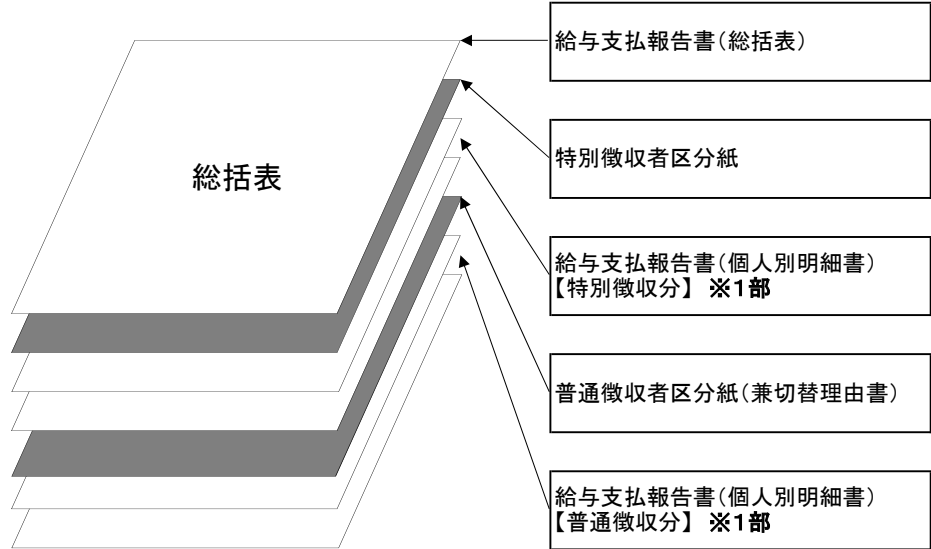 給与支払報告書（総括表）
総括表
特別徴収者区分紙
給与支払報告書（個人別明細書）
【特別徴収分】 ※１部
普通徴収者区分紙（兼切替理由書）
給与支払報告書（個人別明細書）
【普通徴収分】 ※１部